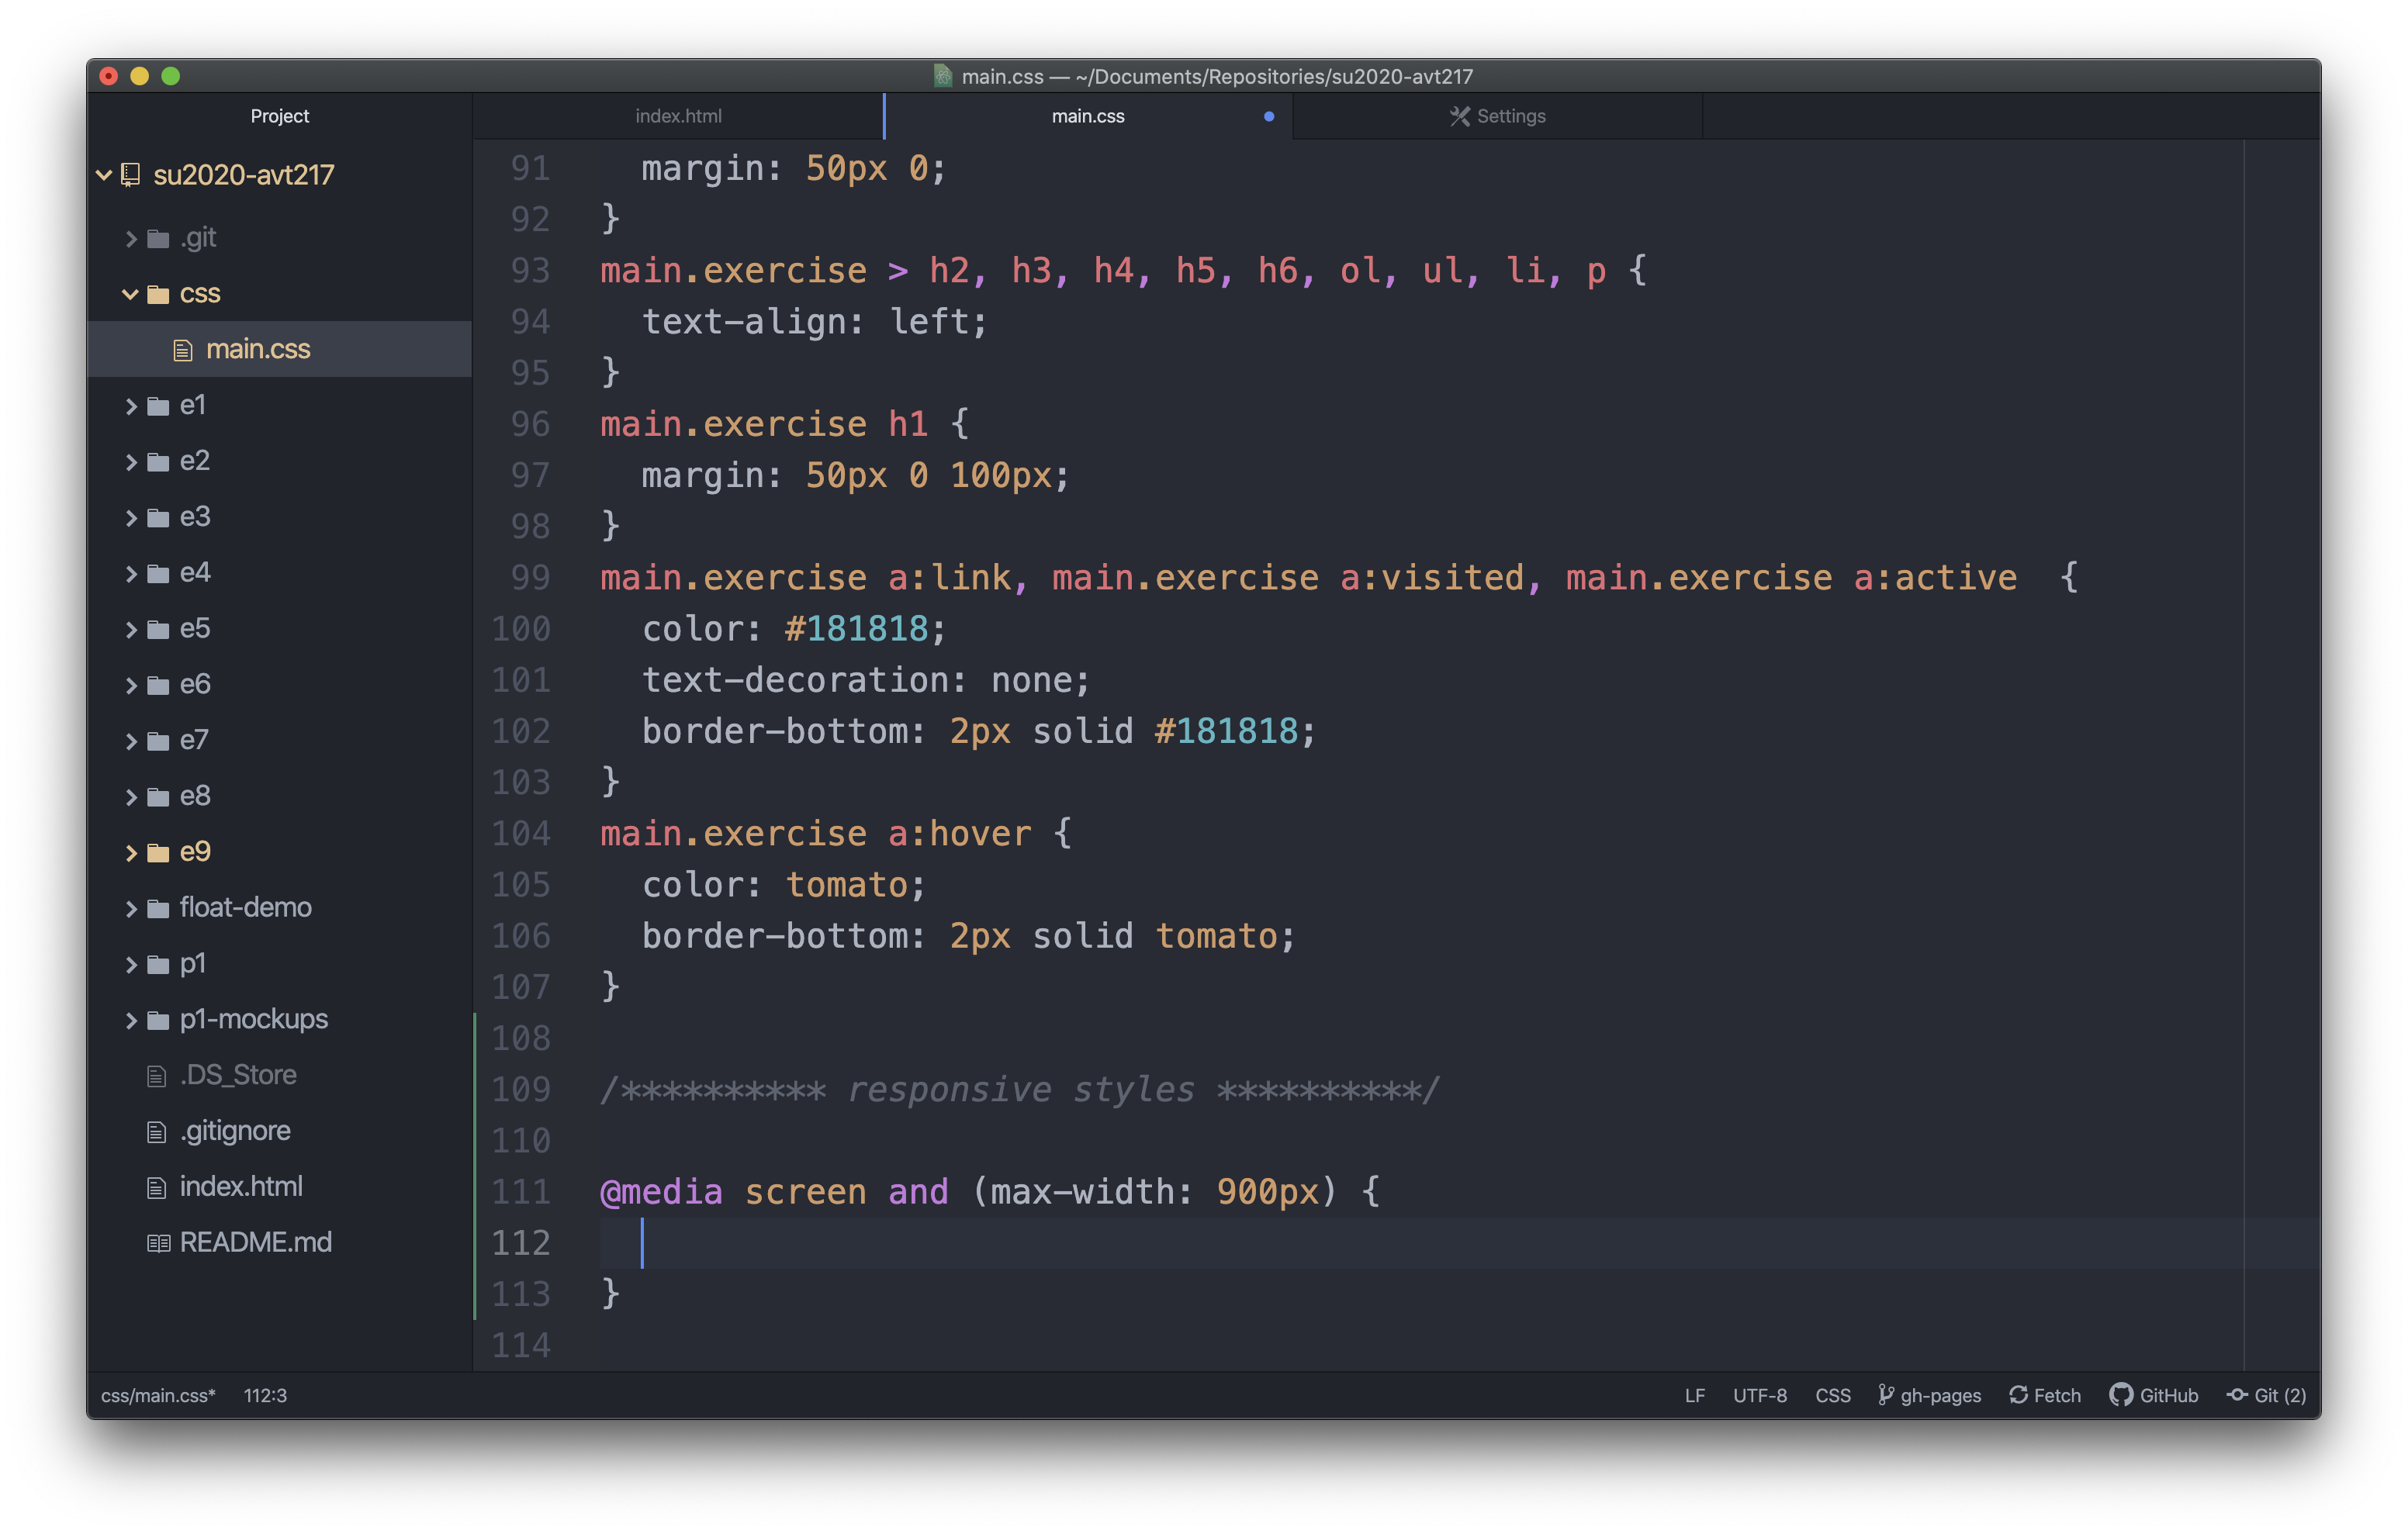 main.css — ~/Documents/Repositories/su2020-avt217
Project
index.html
main.css
Settings
su2020-avt217
.git
css
main.css
e1
e2
e3
e4
e5
e6
e7
e8
e9
float-demo
p1
p1-mockups
.DS_Store
.gitignore
index.html
README.md
91   margin: 50px 0;
92 }
93 main.exercise > h2, h3, h4, h5, h6, ol, ul, li, p {
94   text-align: left;
95 }
96 main.exercise h1 {
97   margin: 50px 0 100px;
98 }
99 main.exercise a:link, main.exercise a:visited, main.exercise a:active  {
100   color: #181818;
101   text-decoration: none;
102   border-bottom: 2px solid #181818;
103 }
104 main.exercise a:hover {
105   color: tomato;
106   border-bottom: 2px solid tomato;
107 }
108
109 /********** responsive styles **********/
110
111 @media screen and (max-width: 900px) {
112
113 }
114
css/main.css* 112:3 LF UTF-8 CSS gh-pages Fetch GitHub Git (2)